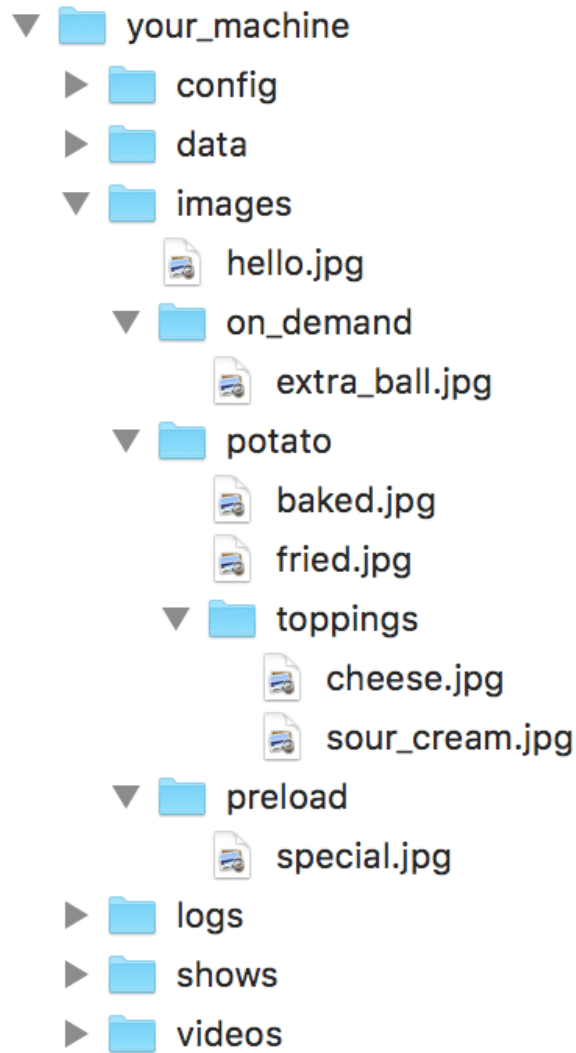 your_machine
config
data
images
hello.jpg
on_demand
extra_ball.jpg
potato
baked.jpg
fried.jpg
toppings
cheese.jpg
sour_cream.jpg
preload
special.jpg
logs
shows
videos